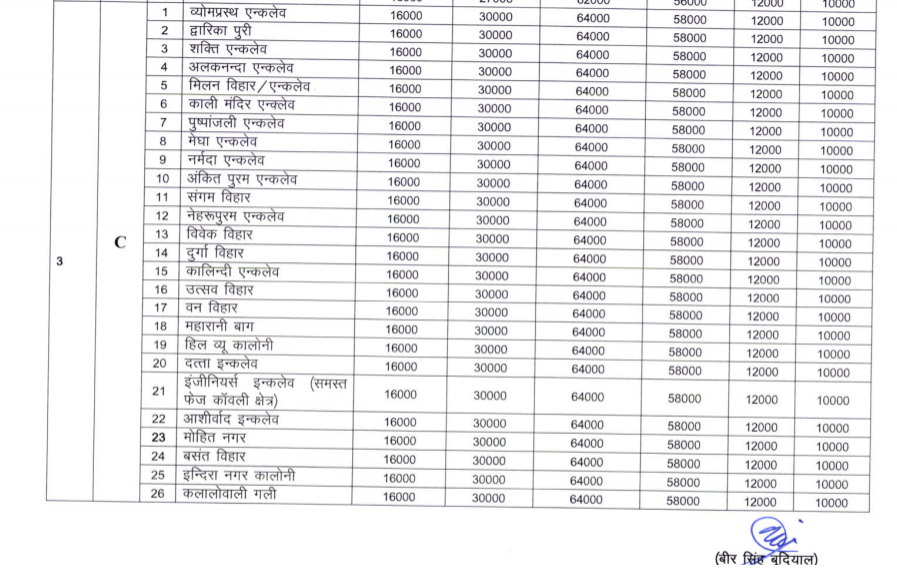 56000 12000 10000
1 व्योमप्रस्थ एन्कलेव 16000 30000 64000 58000 12000 10000
2 द्वारिका पुरी 16000 30000 64000 58000 12000 10000
3 शक्ति एन्कलेव 16000 30000 64000 58000 12000 10000
4 अलकनन्दा एन्कलेव 16000 30000 64000 58000 12000 10000
5 मिलन विहार/एन्कलेव 16000 30000 64000 58000 12000 10000
6 काली मंदिर एन्क्लेव 16000 30000 64000 58000 12000 10000
7 पुष्पांजली एन्कलेव 16000 30000 64000 58000 12000 10000
8 मेघा एन्कलेव 16000 30000 64000 58000 12000 10000
9 नर्मदा एन्कलेव 16000 30000 64000 58000 12000 10000
10 अंकित पुरम एन्कलेव 16000 30000 64000 58000 12000 10000
11 संगम विहार 16000 30000 64000 58000 12000 10000
12 नेहरूपुरम एन्कलेव 16000 30000 64000 58000 12000 10000
3 C 13 विवेक विहार 16000 30000 64000 58000 12000 10000
14 दुर्गा विहार 16000 30000 64000 58000 12000 10000
15 कालिन्दी एन्कलेव 16000 30000 64000 58000 12000 10000
16 उत्सव विहार 16000 30000 64000 58000 12000 10000
17 वन विहार 16000 30000 64000 58000 12000 10000
18 महारानी बाग 16000 30000 64000 58000 12000 10000
19 हिल व्यू कालोनी 16000 30000 64000 58000 12000 10000
20 दत्ता इन्कलेव 16000 30000 64000 58000 12000 10000
21 इंजीनियर्स इन्कलेव (समस्त
फेज कॉवली क्षेत्र) 16000 30000 64000 58000 12000 10000
22 आशीर्वाद इन्कलेव 16000 30000 64000 58000 12000 10000
23 मोहित नगर 16000 30000 64000 58000 12000 10000
24 बसंत विहार 16000 30000 64000 58000 12000 10000
25 इन्दिरा नगर कालोनी 16000 30000 64000 58000 12000 10000
26 कलालोवाली गली 16000 30000 64000 58000 12000 10000
(बीर सिंह बुदियाल)